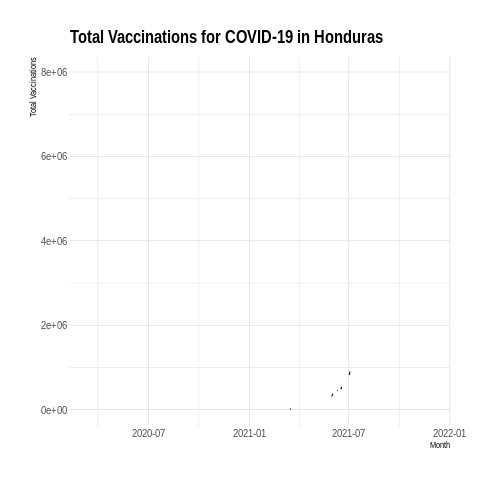 Total Vaccinations for COVID-19 in Honduras
Total Vaccinations
8e+06
6e+06
4e+06
2e+06
0e+00
2020-07 2021-01 2021-07 2022-01
Month